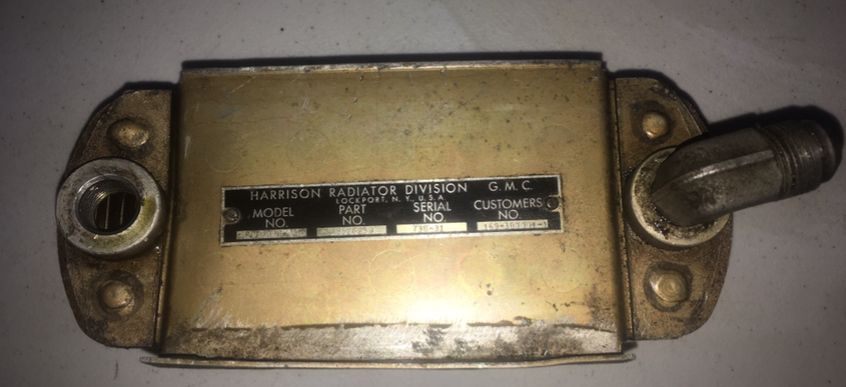 HARRISON RADIATOR DIVISION G. M. C.
LOCKPORT, N. Y., U. S. A.
MODEL NO. PART NO. SERIAL NO. CUSTOMERS NO.